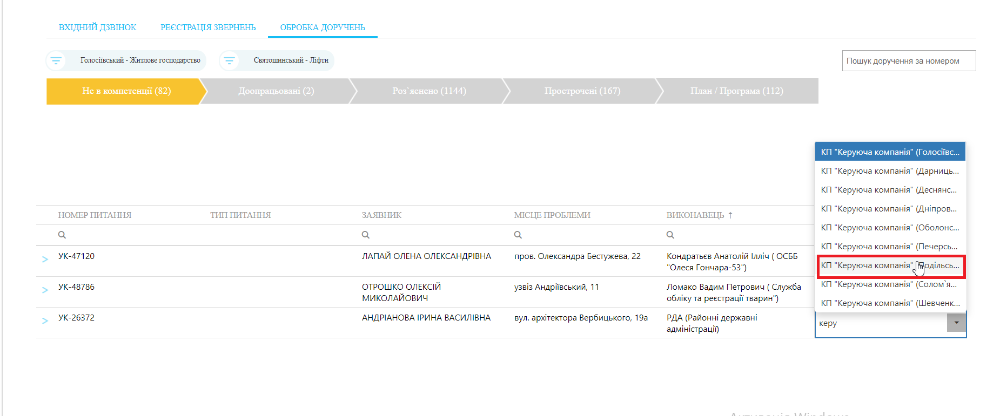 ВХІДНИЙ ДЗВІНОК РЕЄСТРАЦІЯ ЗВЕРНЕНЬ ОБРОБКА ДОРУЧЕНЬ
Голосіївський - Житлове господарство Святошинський - Ліфти
Пошук доручення за номером
Не в компетенції (82) Доопрацьовані (2) Роз`яснено (1144) Прострочені (167) План / Програма (112)
КП "Керуюча компанія" (Голосіївс...
КП "Керуюча компанія" (Дарниць...
КП "Керуюча компанія" (Деснянс...
КП "Керуюча компанія" (Дніпров...
КП "Керуюча компанія" (Оболонс...
КП "Керуюча компанія" (Печерсь...
КП "Керуюча компанія" (Подільсь...
КП "Керуюча компанія" (Солом`я...
КП "Керуюча компанія" (Шевченк...
керу
НОМЕР ПИТАННЯ ТИП ПИТАННЯ ЗАЯВНИК МІСЦЕ ПРОБЛЕМИ ВИКОНАВЕЦЬ ↑
УК-47120 ЛАПАЙ ОЛЕНА ОЛЕКСАНДРІВНА пров. Олександра Бестужева, 22 Кондратьєв Анатолій Ілліч ( ОСББ
"Олеся Гончара-53")
УК-48786 ОТРОШКО ОЛЕКСІЙ узвіз Андріївський, 11 Ломако Вадим Петрович ( Служба
МИКОЛАЙОВИЧ обліку та реєстрації тварин")
УК-26372 АНДРІАНОВА ІРИНА ВАСИЛІВНА вул. архітектора Вербицького, 19а РДА (Районні державні
адміністрації)